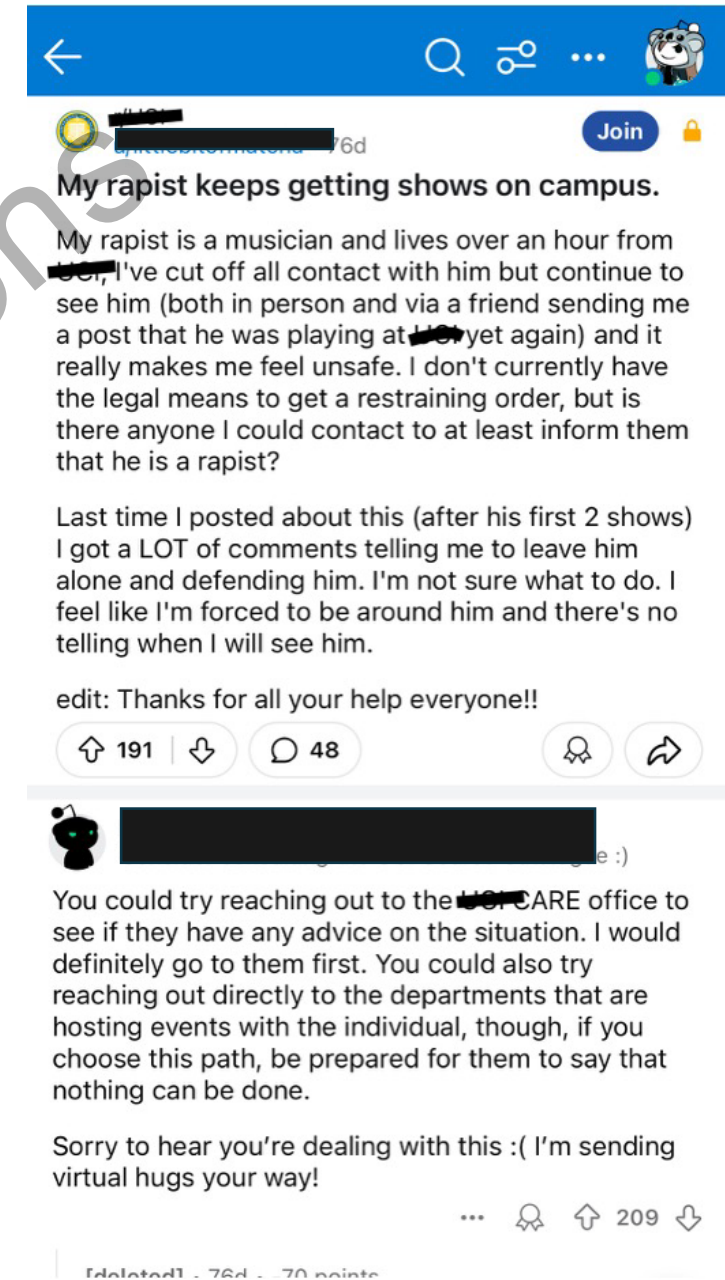 76d
Join
My rapist keeps getting shows on campus.
My rapist is a musician and lives over an hour from
I've cut off all contact with him but continue to
see him (both in person and via a friend sending me
a post that he was playing at yet again) and it
really makes me feel unsafe. I don't currently have
the legal means to get a restraining order, but is
there anyone I could contact to at least inform them
that he is a rapist?
Last time I posted about this (after his first 2 shows)
I got a LOT of comments telling me to leave him
alone and defending him. I'm not sure what to do. I
feel like I'm forced to be around him and there's no
telling when I will see him.
edit: Thanks for all your help everyone!!
191
48
:)
You could try reaching out to the CARE office to
see if they have any advice on the situation. I would
definitely go to them first. You could also try
reaching out directly to the departments that are
hosting events with the individual, though, if you
choose this path, be prepared for them to say that
nothing can be done.
Sorry to hear you're dealing with this :( I'm sending
virtual hugs your way!
209
[deleted] · 76d · -70 points
ons